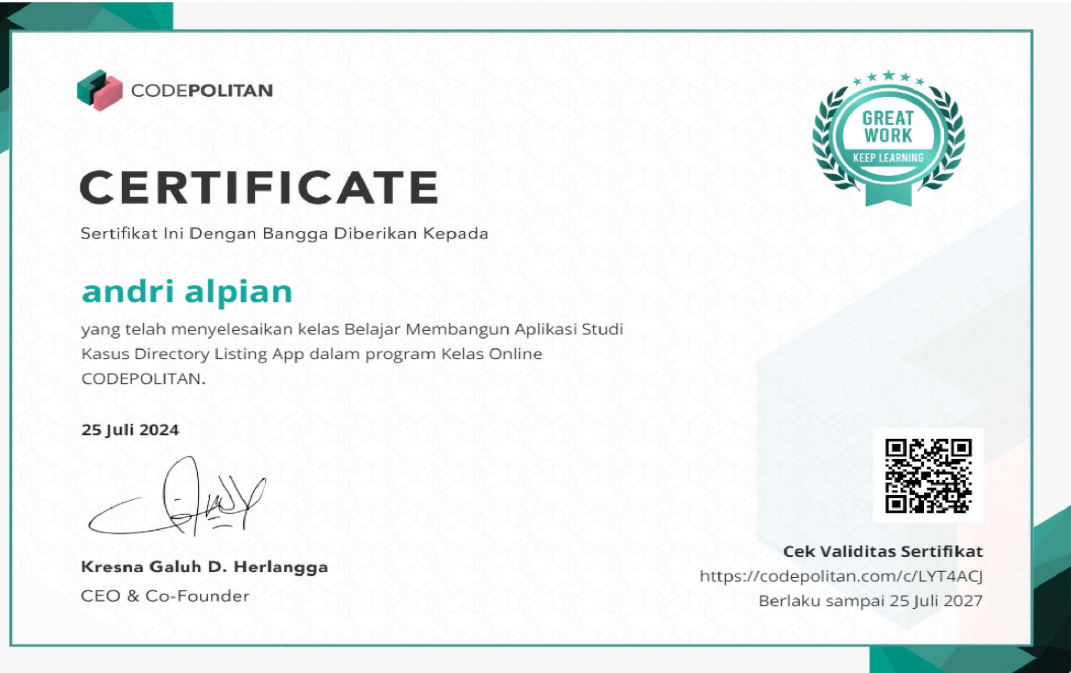 CODEPOLITAN
GREAT
WORK
KEEP LEARNING
CERTIFICATE
Sertifikat Ini Dengan Bangga Diberikan Kepada
andri alpian
yang telah menyelesaikan kelas Belajar Membangun Aplikasi Studi
Kasus Directory Listing App dalam program Kelas Online
CODEPOLITAN.
25 Juli 2024
Kresna Galuh D. Herlangga
CEO & Co-Founder
Cek Validitas Sertifikat
https://codepolitan.com/c/LYT4ACJ
Berlaku sampai 25 Juli 2027